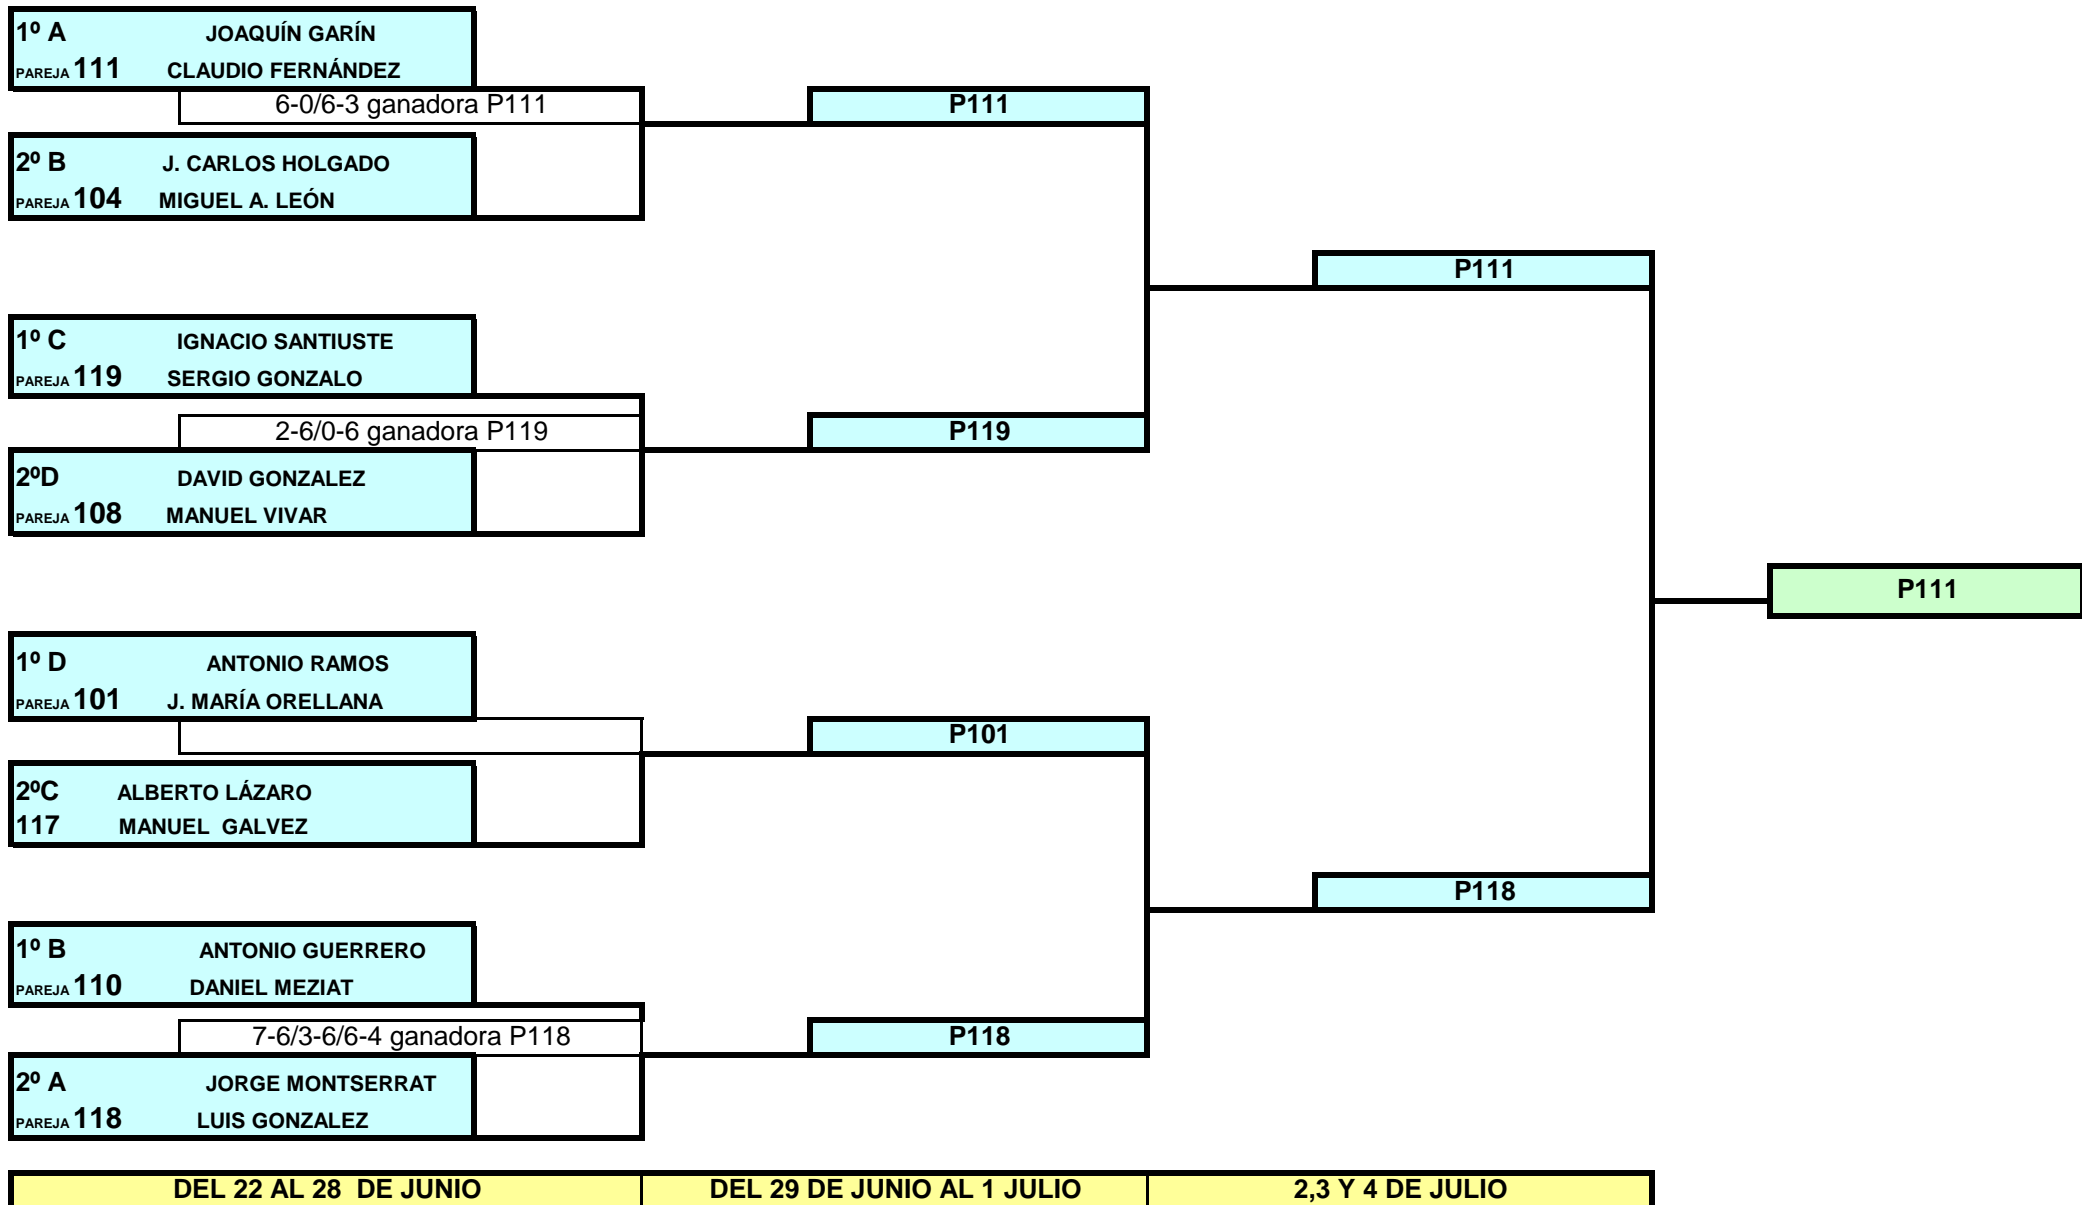 1º A JOAQUÍN GARÍN
PAREJA 111 CLAUDIO FERNÁNDEZ
6-0/6-3 ganadora P111
P111
2º B J. CARLOS HOLGADO
PAREJA 104 MIGUEL A. LEÓN
P111
1º C IGNACIO SANTIUSTE
PAREJA 119 SERGIO GONZALO
2-6/0-6 ganadora P119
P119
2ºD DAVID GONZALEZ
PAREJA 108 MANUEL VIVAR
P111
1º D ANTONIO RAMOS
PAREJA 101 J. MARÍA ORELLANA
P101
2ºC ALBERTO LÁZARO
117 MANUEL GALVEZ
P118
1º B ANTONIO GUERRERO
PAREJA 110 DANIEL MEZIAT
7-6/3-6/6-4 ganadora P118
P118
2º A JORGE MONTSERRAT
PAREJA 118 LUIS GONZALEZ
DEL 22 AL 28 DE JUNIO
DEL 29 DE JUNIO AL 1 JULIO
2,3 Y 4 DE JULIO